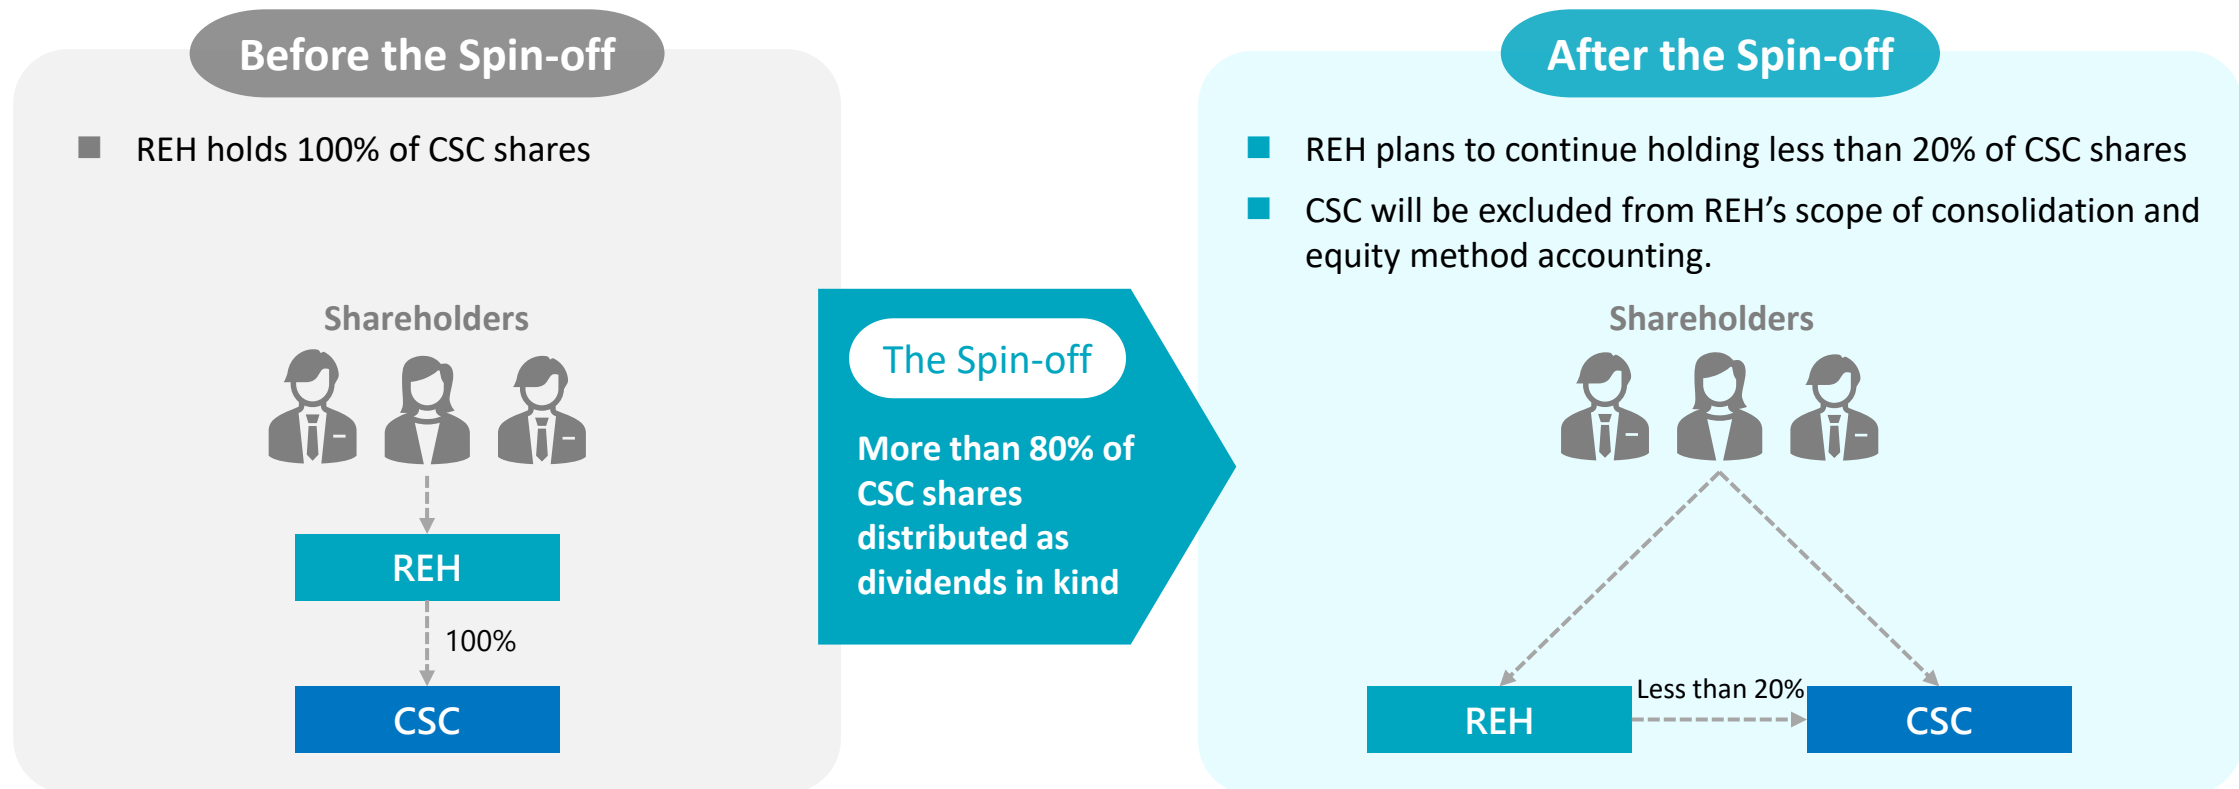 Before the Spin-off
REH holds 100% of CSC shares
Shareholders
REH
100%
CSC
The Spin-off
More than 80% of
CSC shares
distributed as
dividends in kind
After the Spin-off
REH plans to continue holding less than 20% of CSC shares
CSC will be excluded from REH’s scope of consolidation and
equity method accounting.
Shareholders
REH
Less than 20%
CSC